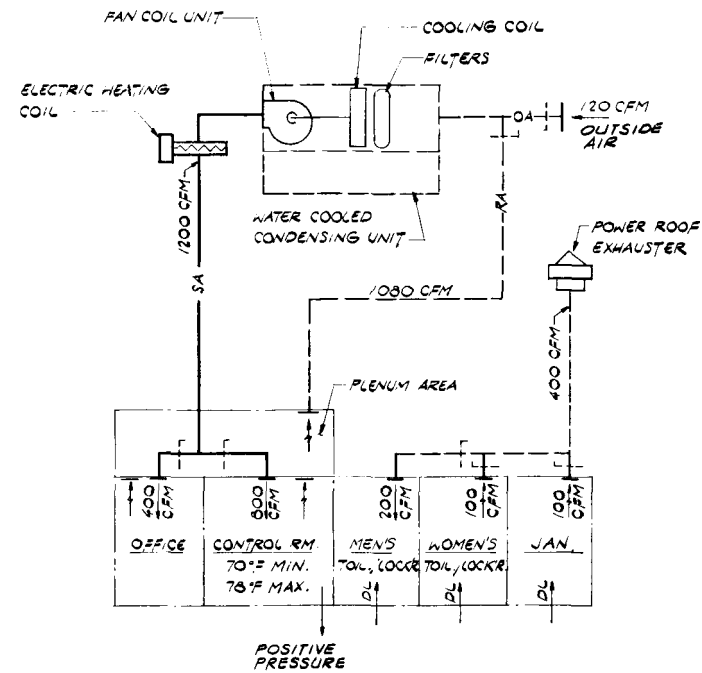 FAN COIL UNIT
COOLING COIL
FILTERS
ELECTRIC HEATING
COIL
OA
120 CFM
OUTSIDE
AIR
WATER COOLED
CONDENSING UNIT
RA
POWER ROOF
EXHAUSTER
1200 CFM
SA
1080 CFM
400 CFM
PLENUM AREA
400
CFM
800
CFM
200
CFM
100
CFM
100
CFM
OFFICE
CONTROL RM.
70°F MIN.
78°F MAX.
MEN'S
TOIL./LOCKR.
WOMEN'S
TOIL./LOCKR.
JAN.
DL
DL
DL
POSITIVE
PRESSURE